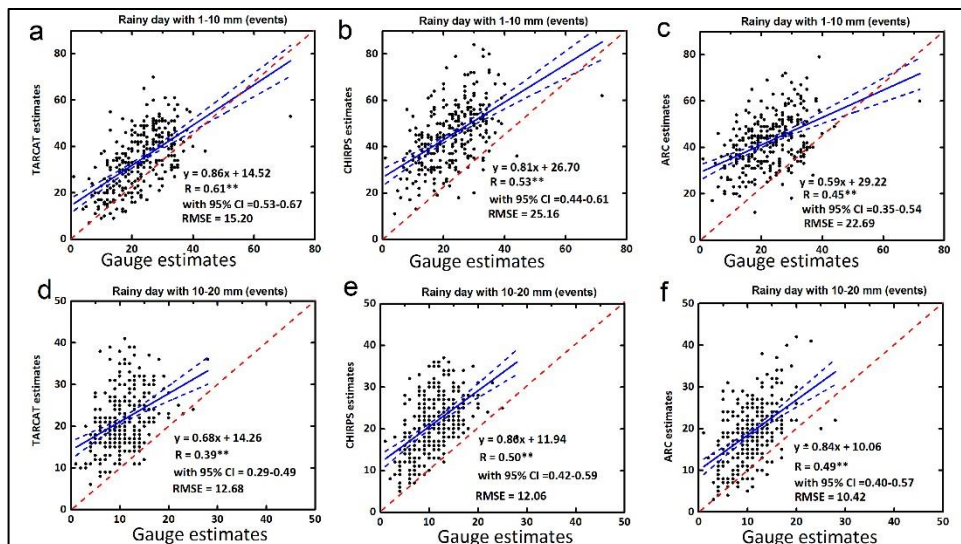 a
Rainy day with 1-10 mm (events)
TARCAT estimates
80
60
40
20
0
y = 0.86x + 14.52
R = 0.61**
with 95% CI =0.53-0.67
RMSE = 15.20
0 20 40 60 80
Gauge estimates
b
Rainy day with 1-10 mm (events)
CHIRPS estimates
80
60
40
20
0
y = 0.81x + 26.70
R = 0.53**
with 95% CI =0.44-0.61
RMSE = 25.16
0 20 40 60 80
Gauge estimates
c
Rainy day with 1-10 mm (events)
ARC estimates
80
60
40
20
0
y = 0.59x + 29.22
R = 0.45**
with 95% CI =0.35-0.54
RMSE = 22.69
0 20 40 60 80
Gauge estimates
d
Rainy day with 10-20 mm (events)
TARCAT estimates
50
40
30
20
10
0
y = 0.68x + 14.26
R = 0.39**
with 95% CI = 0.29-0.49
RMSE = 12.68
0 10 20 30 40 50
Gauge estimates
e
Rainy day with 10-20 mm (events)
CHIRPS estimates
50
40
30
20
10
0
y = 0.86x + 11.94
R = 0.50**
with 95% CI =0.42-0.59
RMSE = 12.06
0 10 20 30 40 50
Gauge estimates
f
Rainy day with 10-20 mm (events)
ARC estimates
50
40
30
20
10
0
y = 0.84x + 10.06
R = 0.49**
with 95% CI =0.40-0.57
RMSE = 10.42
0 10 20 30 40 50
Gauge estimates